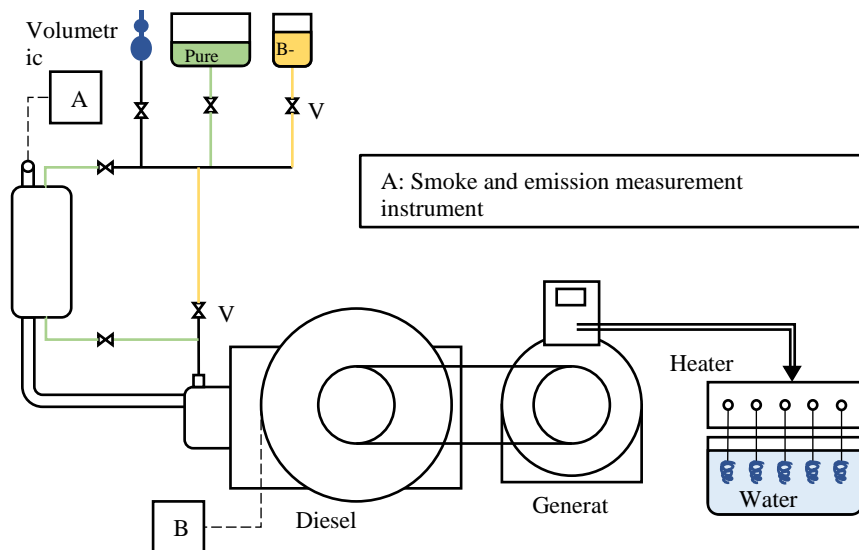 Volumetr
ic
Pure
B-
A
V
A: Smoke and emission measurement
instrument
V
Heater
Water
B
Diesel
Generat